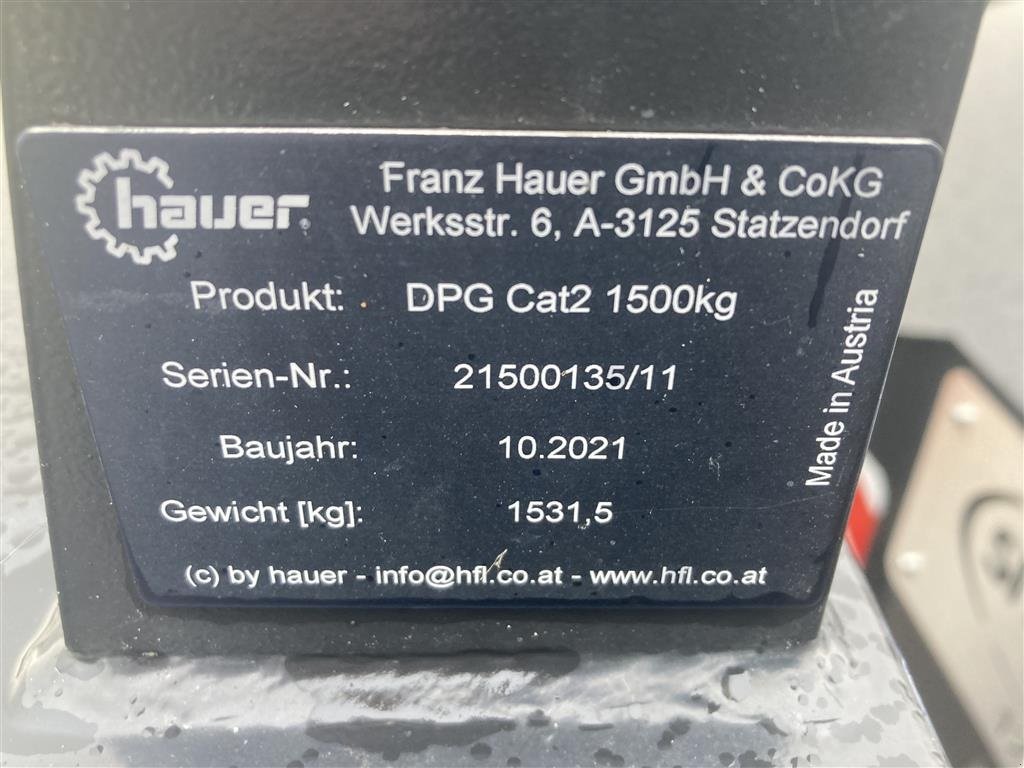 hauer
Franz Hauer GmbH & CoKG
Werksstr. 6, A-3125 Statzendorf
Produkt: DPG Cat2 1500kg
Serien-Nr.: 21500135/11
Baujahr: 10.2021
Gewicht [kg]: 1531,5
Made in Austria
(c) by hauer - info@hfl.co.at - www.hfl.co.at